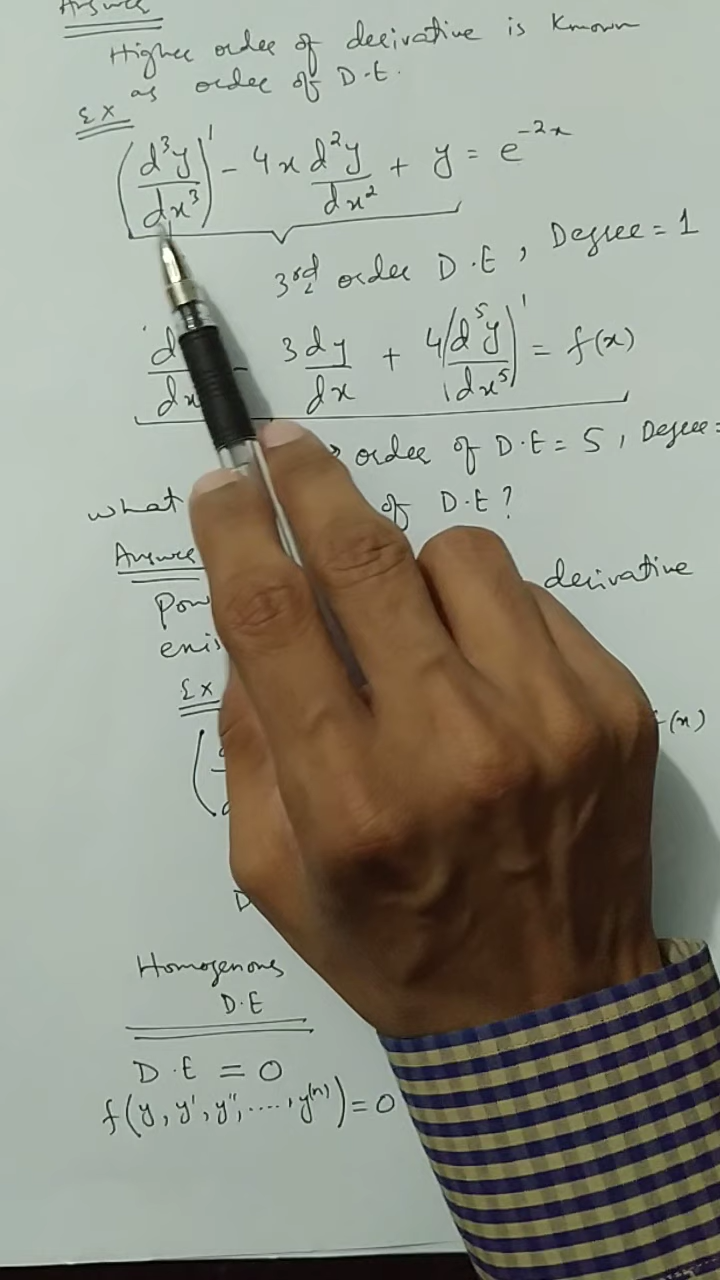 Answer
Higher order of derivative is known
as order of D.E.
Ex
(d³y/dx³)¹ - 4x d²y/dx² + y = e^(-2x)
3rd order D.E, Degree = 1
d - 3dy/dx + 4(d⁵y/dx⁵)¹ = f(x)
order of D.E = 5, Degree =
what of D.E?
Answer
derivative
Ex
(x)
Homogenous
D.E
D.E = 0
f(y, y', y'', ...., y^(n)) = 0